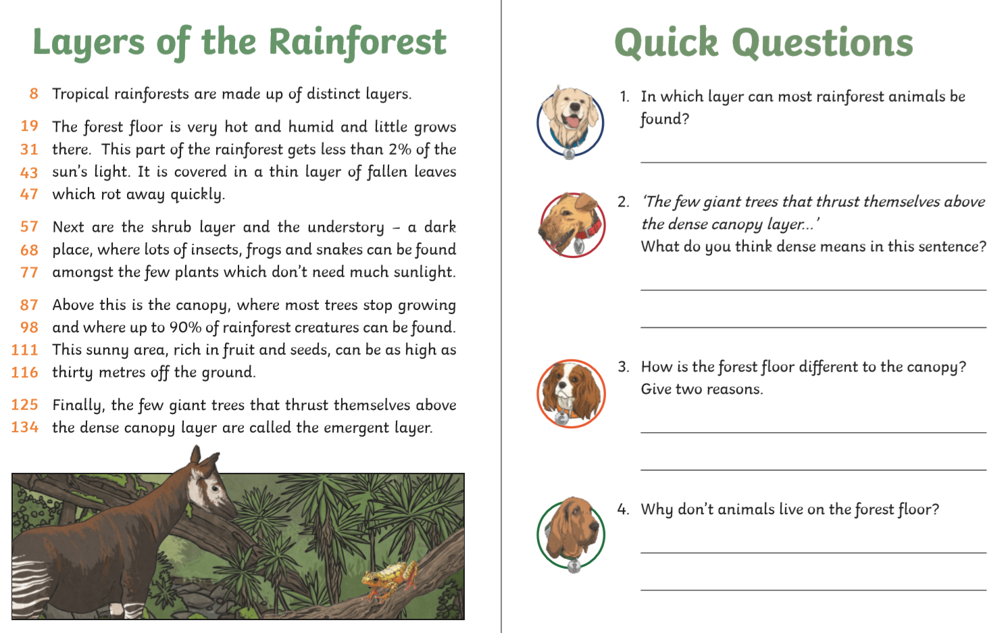 Layers of the Rainforest
8 Tropical rainforests are made up of distinct layers.
19 The forest floor is very hot and humid and little grows
31 there. This part of the rainforest gets less than 2% of the
43 sun's light. It is covered in a thin layer of fallen leaves
47 which rot away quickly.
57 Next are the shrub layer and the understory – a dark
68 place, where lots of insects, frogs and snakes can be found
77 amongst the few plants which don't need much sunlight.
87 Above this is the canopy, where most trees stop growing
98 and where up to 90% of rainforest creatures can be found.
111 This sunny area, rich in fruit and seeds, can be as high as
116 thirty metres off the ground.
125 Finally, the few giant trees that thrust themselves above
134 the dense canopy layer are called the emergent layer.
Quick Questions
1. In which layer can most rainforest animals be
found?
2. 'The few giant trees that thrust themselves above
the dense canopy layer...'
What do you think dense means in this sentence?
3. How is the forest floor different to the canopy?
Give two reasons.
4. Why don't animals live on the forest floor?